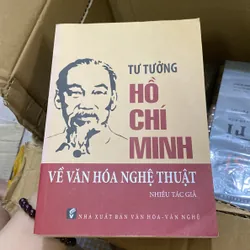 TƯ TƯỞNG
HỒ
CHÍ
MINH
VỀ VĂN HÓA NGHỆ THUẬT
NHIỀU TÁC GIẢ
NHÀ XUẤT BẢN VĂN HÓA-VĂN NGHỆ